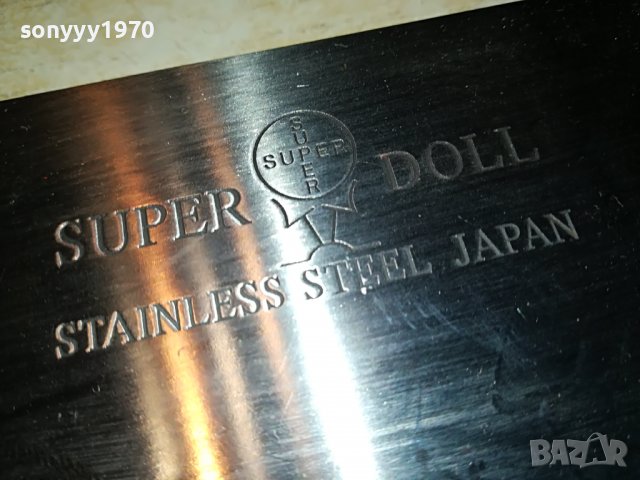 sonyyy1970
SUPER
SUPER
SUPER DOLL
STAINLESS STEEL JAPAN
BAZAR